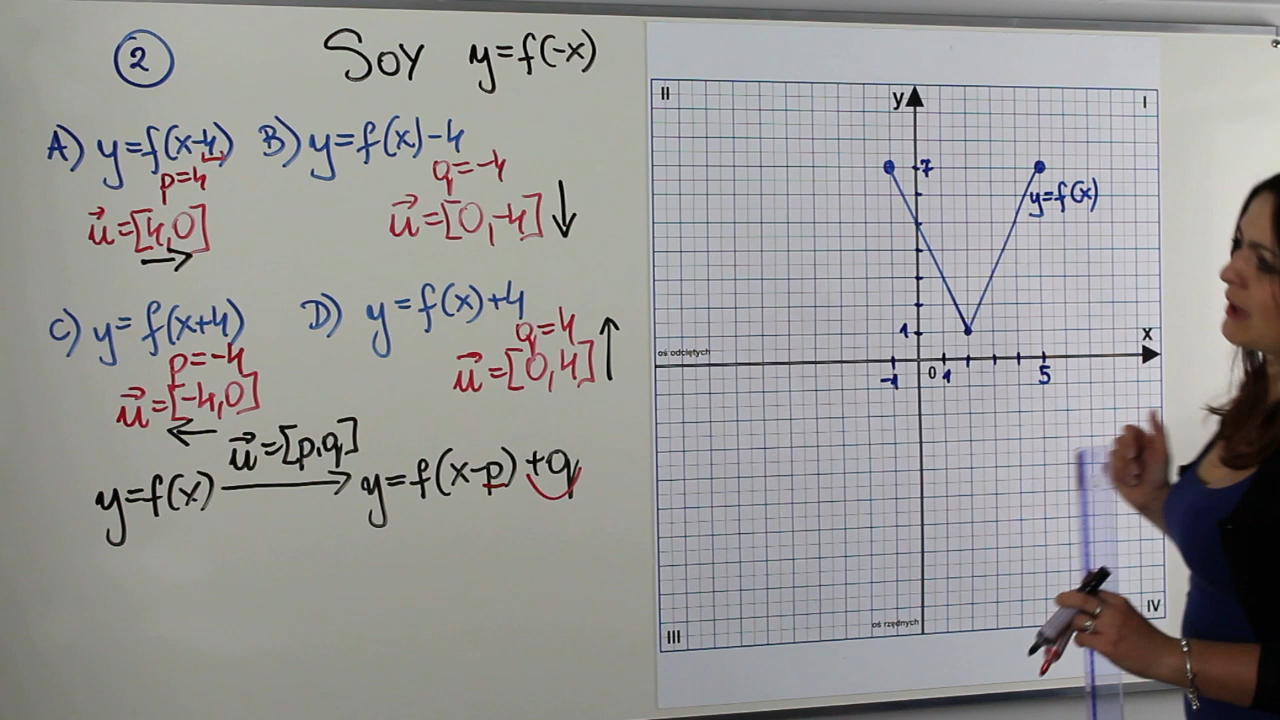 2
SOY y=f(-x)
A) y=f(x-4) B) y=f(x)-4
p=4 q=-4
u⃗=[4,0] u⃗=[0,-4] ↓
→
C) y=f(x+4) D) y=f(x)+4
p=-4 q=4
u⃗=[-4,0] u⃗=[0,4] ↑
←
u⃗=[p,q]
y=f(x) → y=f(x-p)+q
II y I
7
y=f(x)
1
oś odciętych x
-1 0 1 5
III oś rzędnych IV